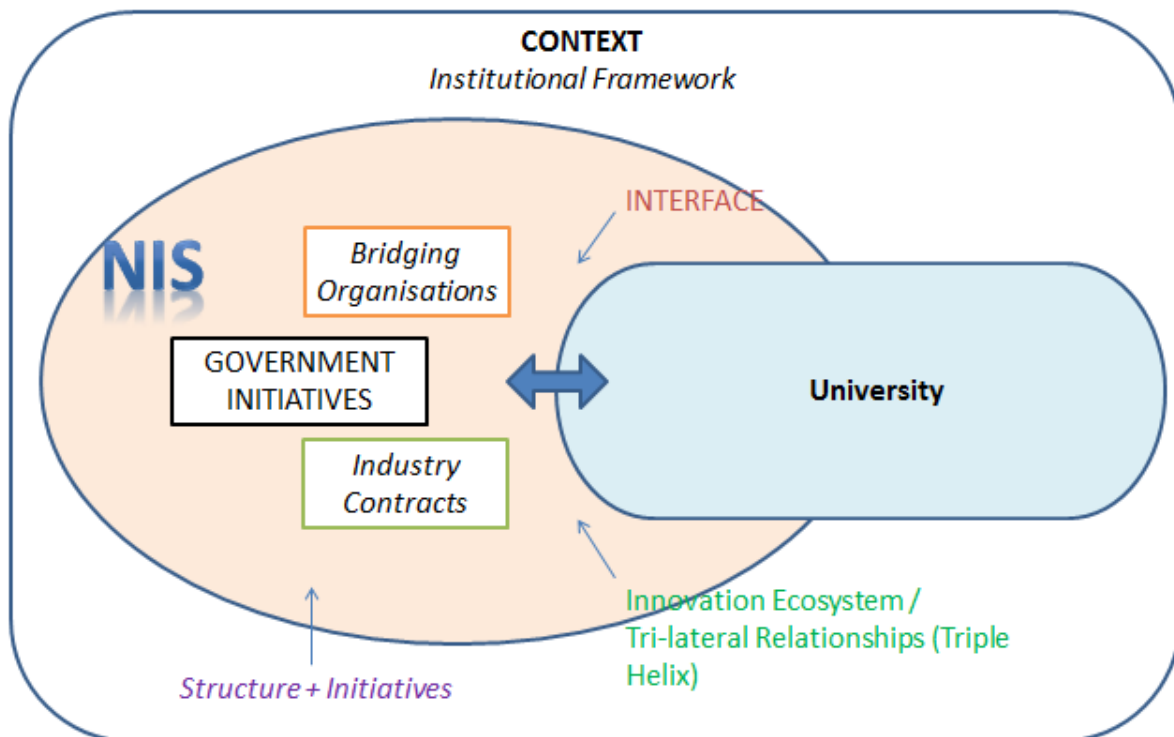 CONTEXT
Institutional Framework
INTERFACE
NIS
Bridging
Organisations
GOVERNMENT
INITIATIVES
University
Industry
Contracts
Innovation Ecosystem /
Tri-lateral Relationships (Triple
Helix)
Structure + Initiatives